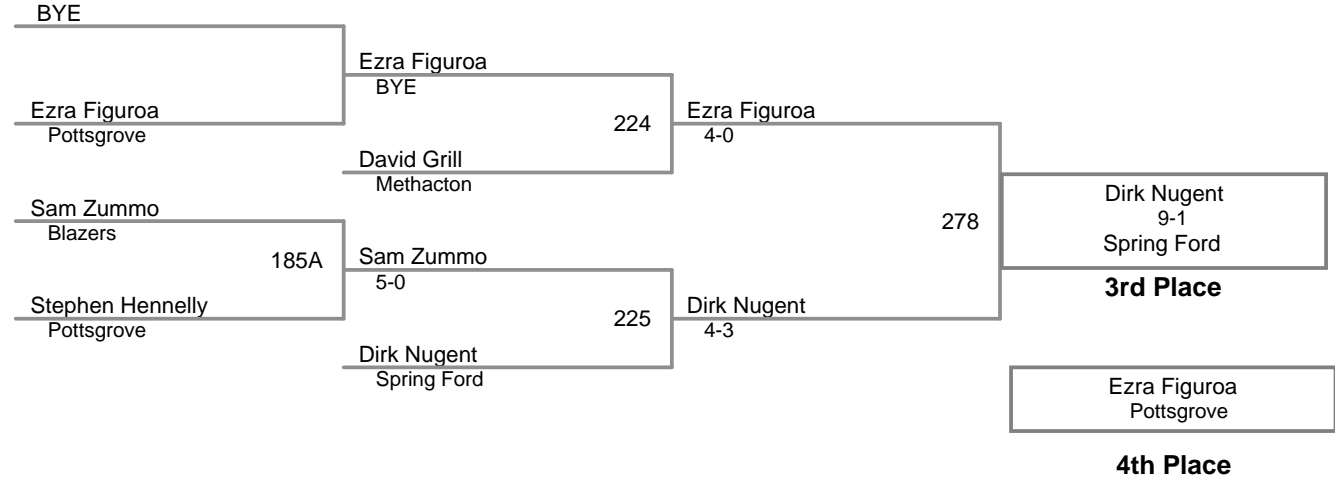 BYE
Ezra Figuroa
BYE
Ezra Figuroa
Pottsgrove
224
Ezra Figuroa
4-0
David Grill
Methacton
Sam Zummo
Blazers
185A
Sam Zummo
5-0
Stephen Hennelly
Pottsgrove
225
Dirk Nugent
4-3
Dirk Nugent
Spring Ford
278
Dirk Nugent
9-1
Spring Ford
3rd Place
Ezra Figuroa
Pottsgrove
4th Place